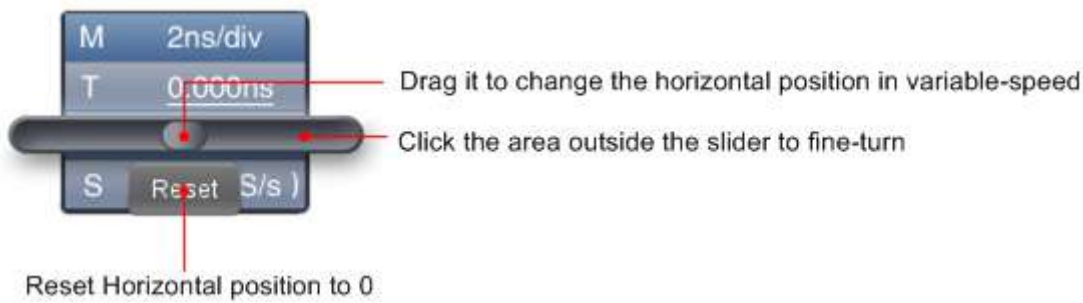 M 2ns/div
T 0.000ns
Drag it to change the horizontal position in variable-speed
Click the area outside the slider to fine-turn
S Reset S/s )
Reset Horizontal position to 0